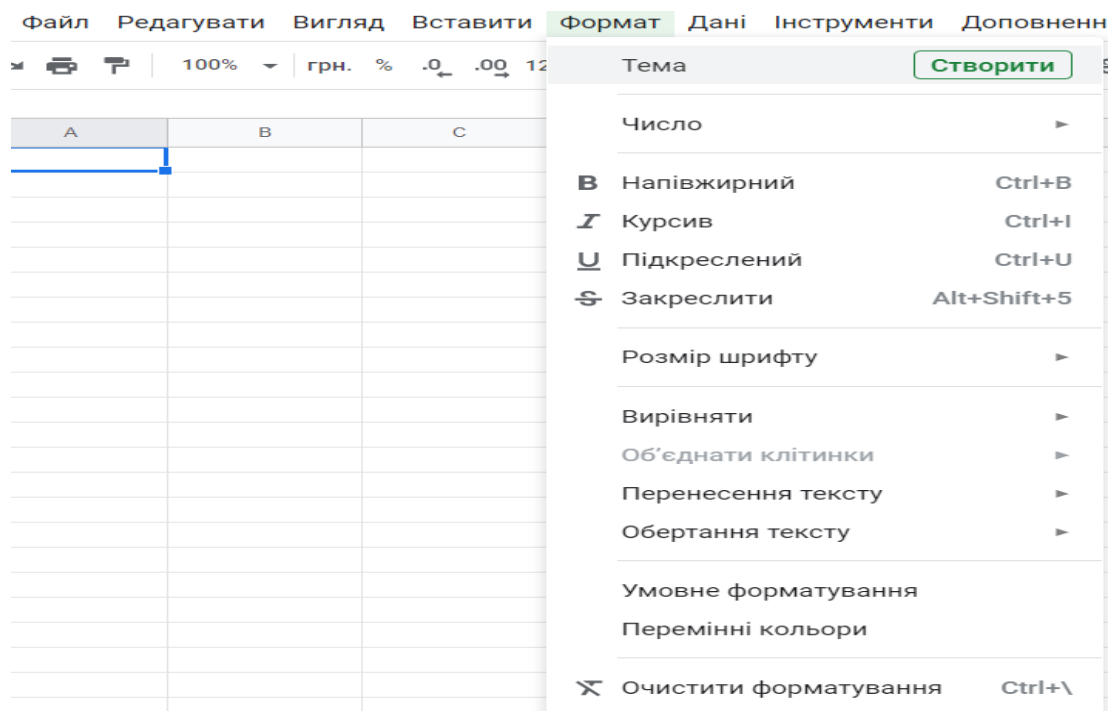 Файл Редагувати Вигляд Вставити Формат Дані Інструменти
100% грн. % .0 .00 12
Тема Створити
A B C
Число
B Напівжирний Ctrl+B
I Курсив Ctrl+I
U Підкреслений Ctrl+U
S Закреслити Alt+Shift+5
Розмір шрифту
Вирівняти
Об'єднати клітинки
Перенесення тексту
Обертання тексту
Умовне форматування
Перемінні кольори
Очистити форматування Ctrl+\